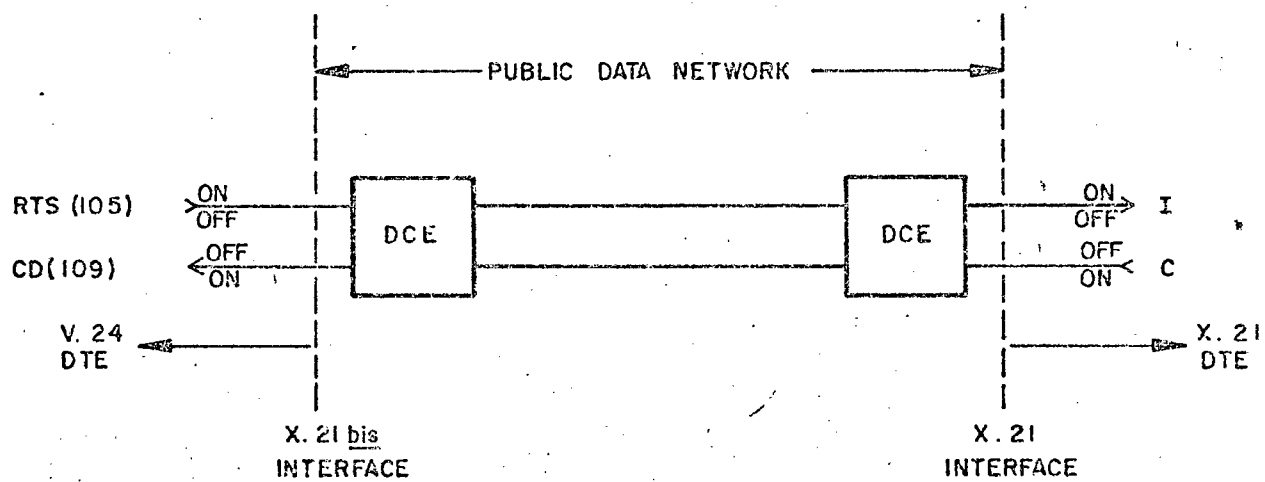 PUBLIC DATA NETWORK
RTS (105)
ON
OFF
DCE
DCE
ON
OFF
I
CD(109)
OFF
ON
OFF
ON
C
V. 24
DTE
X. 21
DTE
X. 21 bis
INTERFACE
X. 21
INTERFACE